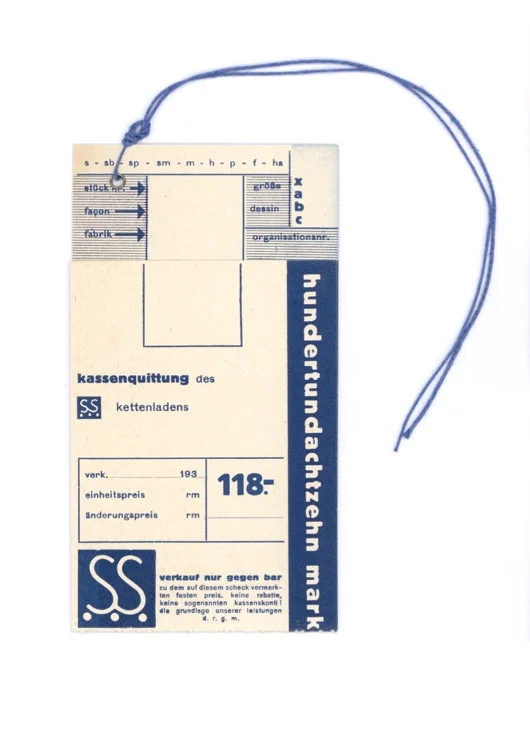 s - sb - sp - sm - m - h - p - f - ha
stück nr.
façon
fabrik
größe
dessin
x
a
b
c
organisationsnr.
kassenquittung des
S.S. kettenladens
verk. 193
einheitspreis rm
änderungspreis rm
118.-
hundertundachtzehn mark
S.S.
verkauf nur gegen bar
zu dem auf diesem scheck vermerk-
ten festen preis. keine rabatte,
keine sogenannten kassenskonti!
die grundlage unserer leistungen
d. r. g. m.